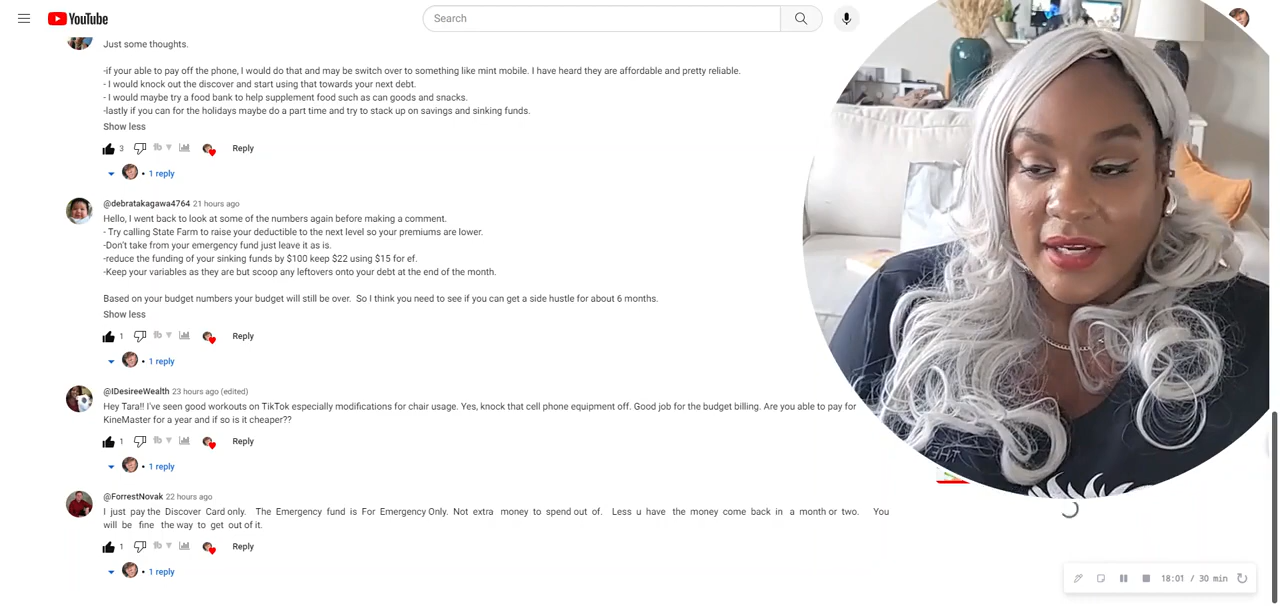 YouTube
Search
Just some thoughts.
-if your able to pay off the phone, I would do that and may be switch over to something like mint mobile. I have heard they are affordable and pretty reliable.
- I would knock out the discover and start using that towards your next debt.
- I would maybe try a food bank to help supplement food such as can goods and snacks.
-lastly if you can for the holidays maybe do a part time and try to stack up on savings and sinking funds.
Show less
3
Reply
1 reply
@debratakagawa4764 21 hours ago
Hello, I went back to look at some of the numbers again before making a comment.
- Try calling State Farm to raise your deductible to the next level so your premiums are lower.
-Don't take from your emergency fund just leave it as is.
-reduce the funding of your sinking funds by $100 keep $22 using $15 for ef.
-Keep your variables as they are but scoop any leftovers onto your debt at the end of the month.
Based on your budget numbers your budget will still be over. So I think you need to see if you can get a side hustle for about 6 months.
Show less
1
Reply
1 reply
@IDesireeWealth 23 hours ago (edited)
Hey Tara!! I've seen good workouts on TikTok especially modifications for chair usage. Yes, knock that cell phone equipment off. Good job for the budget billing. Are you able to pay for
KineMaster for a year and if so is it cheaper??
1
Reply
1 reply
@ForrestNovak 22 hours ago
I just pay the Discover Card only. The Emergency fund is For Emergency Only. Not extra money to spend out of. Less u have the money come back in a month or two. You
will be fine the way to get out of it.
1
Reply
1 reply
18:01 / 30 min